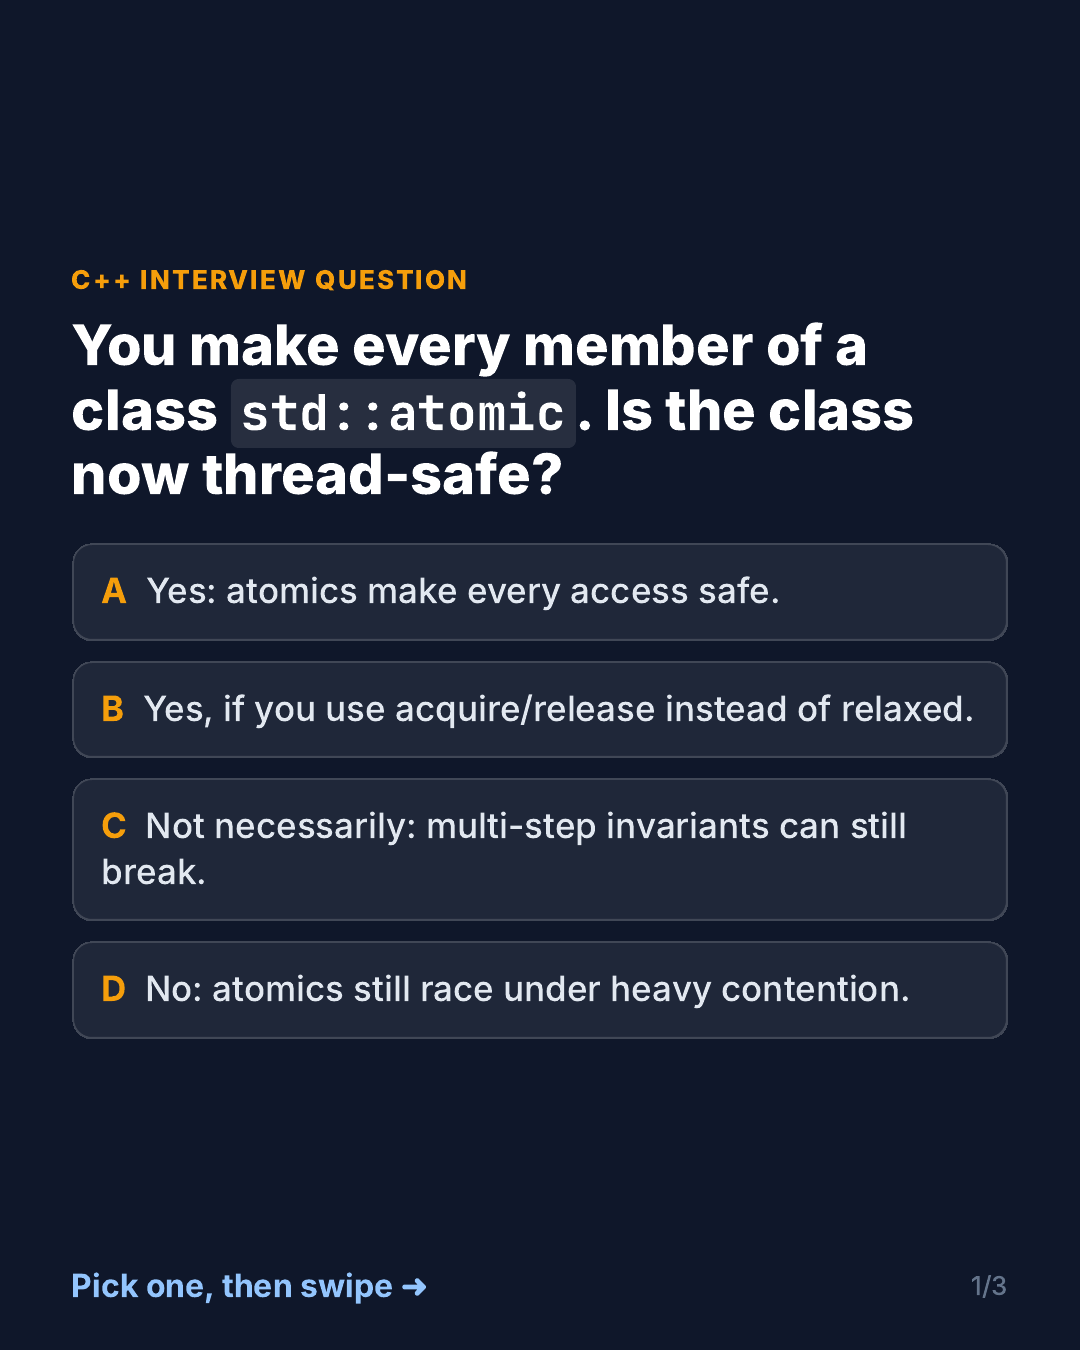 C++ INTERVIEW QUESTION
You make every member of a
class std::atomic. Is the class
now thread-safe?
A Yes: atomics make every access safe.
B Yes, if you use acquire/release instead of relaxed.
C Not necessarily: multi-step invariants can still
break.
D No: atomics still race under heavy contention.
Pick one, then swipe ➜
1/3